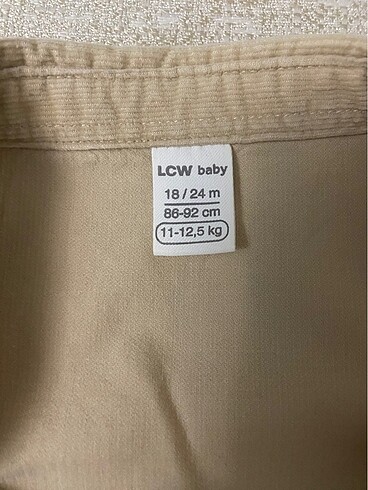 LCW baby
18 / 24 m
86-92 cm
11-12,5 kg